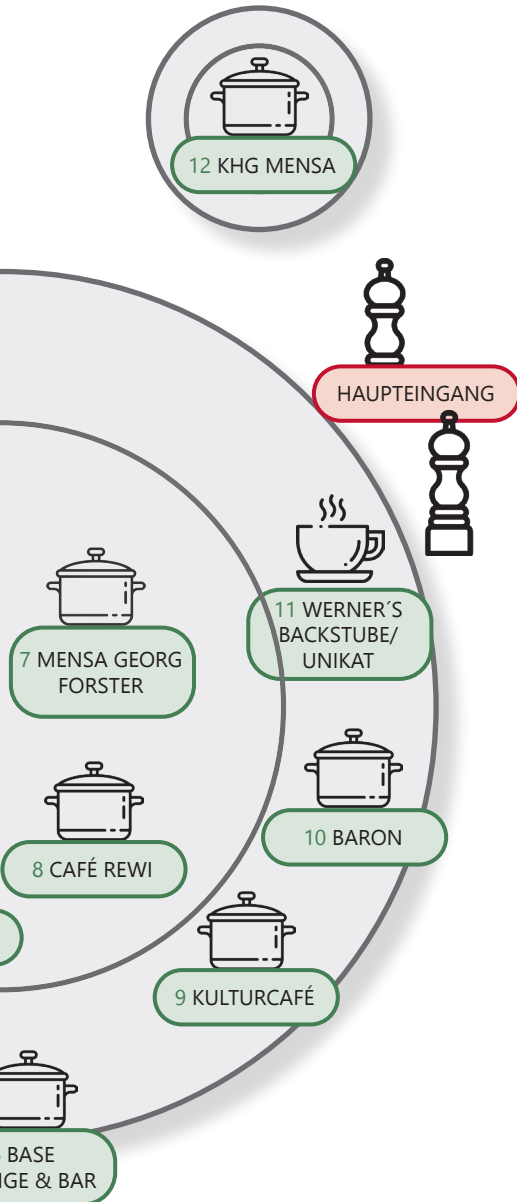 12 KHG MENSA
HAUPTEINGANG
11 WERNER´S
BACKSTUBE/
UNIKAT
7 MENSA GEORG
FORSTER
10 BARON
8 CAFÉ REWI
9 KULTURCAFÉ
BASE
& BAR